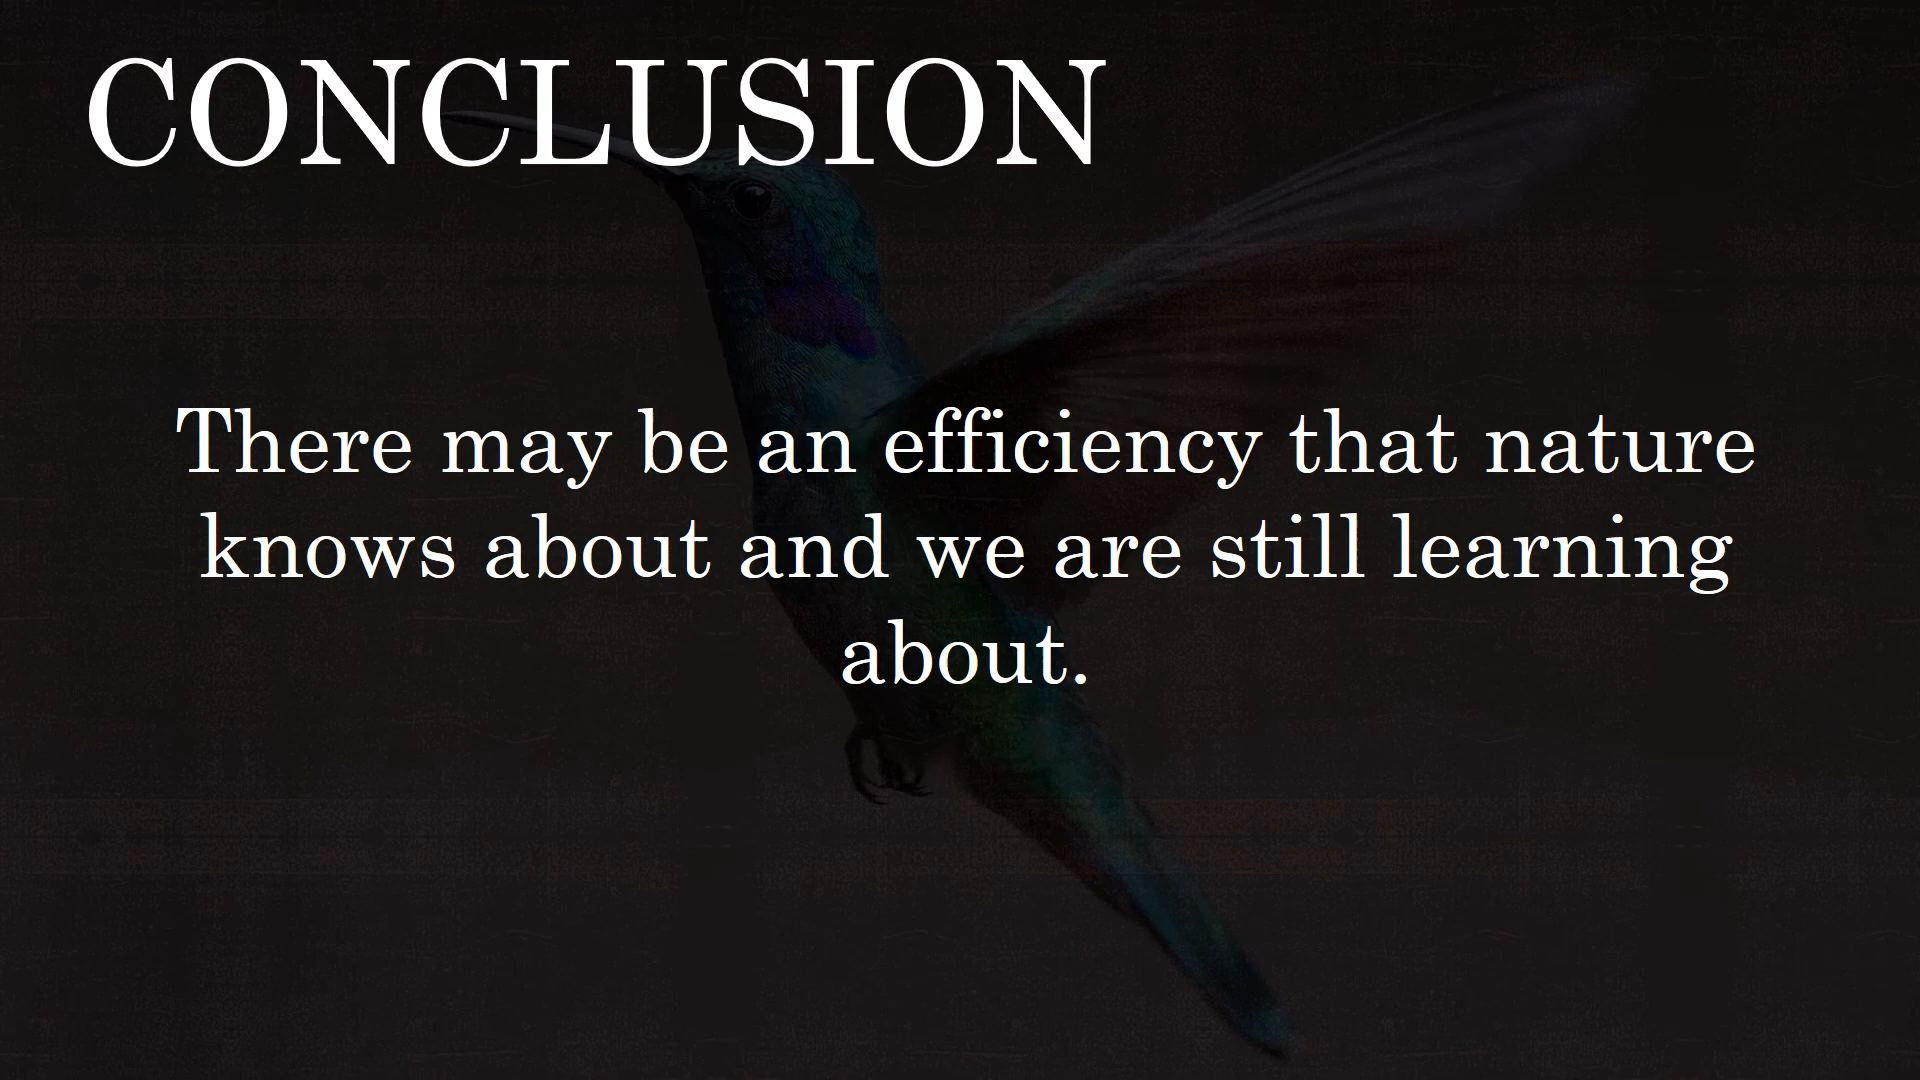 CONCLUSION
There may be an efficiency that nature
knows about and we are still learning
about.